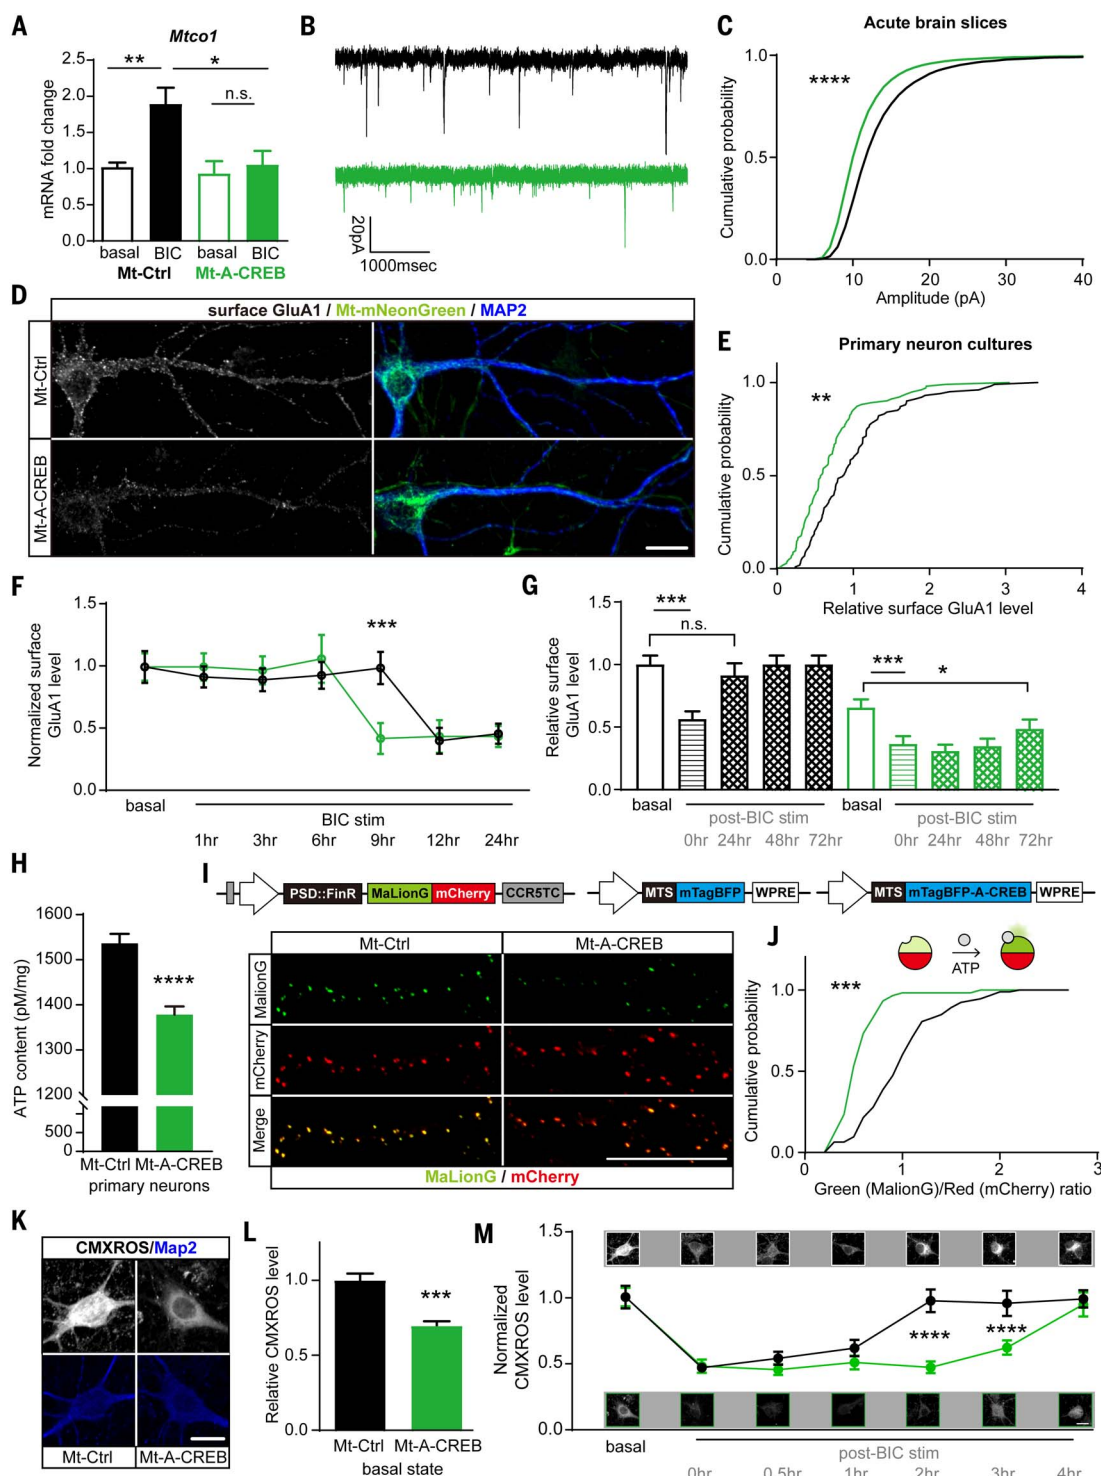 A
Mtco1
**
*
n.s.
mRNA fold change
2.5
2.0
1.5
1.0
0.5
0.0
basal BIC basal BIC
Mt-Ctrl Mt-A-CREB
B
20pA
1000msec
C
Acute brain slices
****
Cumulative probability
1.0
0.5
0.0
0 10 20 30 40
Amplitude (pA)
D
surface GluA1 / Mt-mNeonGreen / MAP2
Mt-Ctrl
Mt-A-CREB
E
Primary neuron cultures
**
Cumulative probability
1.0
0.5
0.0
0 1 2 3 4
Relative surface GluA1 level
F
Normalized surface
GluA1 level
1.5
1.0
0.5
0.0
***
basal
BIC stim
1hr 3hr 6hr 9hr 12hr 24hr
G
Relative surface
GluA1 level
1.5
1.0
0.5
0.0
***
n.s.
***
*
basal
post-BIC stim
0hr 24hr 48hr 72hr
basal
post-BIC stim
0hr 24hr 48hr 72hr
H
ATP content (pM/mg)
1600
1500
1400
1300
1200
500
0
****
Mt-Ctrl Mt-A-CREB
primary neurons
I
PSD::FinR MaLionG mCherry CCR5TC
MTS mTagBFP WPRE
MTS mTagBFP-A-CREB WPRE
Mt-Ctrl Mt-A-CREB
MalionG
mCherry
Merge
MaLionG / mCherry
J
ATP
***
Cumulative probability
1.0
0.5
0.0
0 1 2 3
Green (MalionG)/Red (mCherry) ratio
K
CMXROS/Map2
Mt-Ctrl Mt-A-CREB
L
Relative CMXROS level
1.0
0.5
0.0
***
Mt-Ctrl Mt-A-CREB
basal state
M
Normalized
CMXROS level
1.5
1.0
0.5
0.0
**** ****
basal
post-BIC stim
0hr 0.5hr 1hr 2hr 3hr 4hr